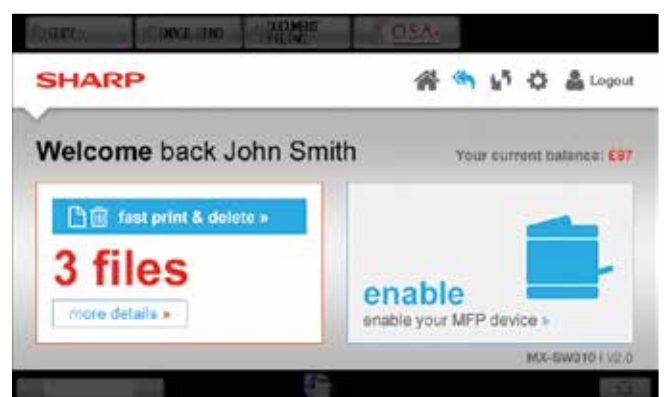 OSA
SHARP
Logout
Welcome back John Smith
Your current balance: £97
fast print & delete »
3 files
more details »
enable
enable your MFP device »
MX-SW310 | V2.0